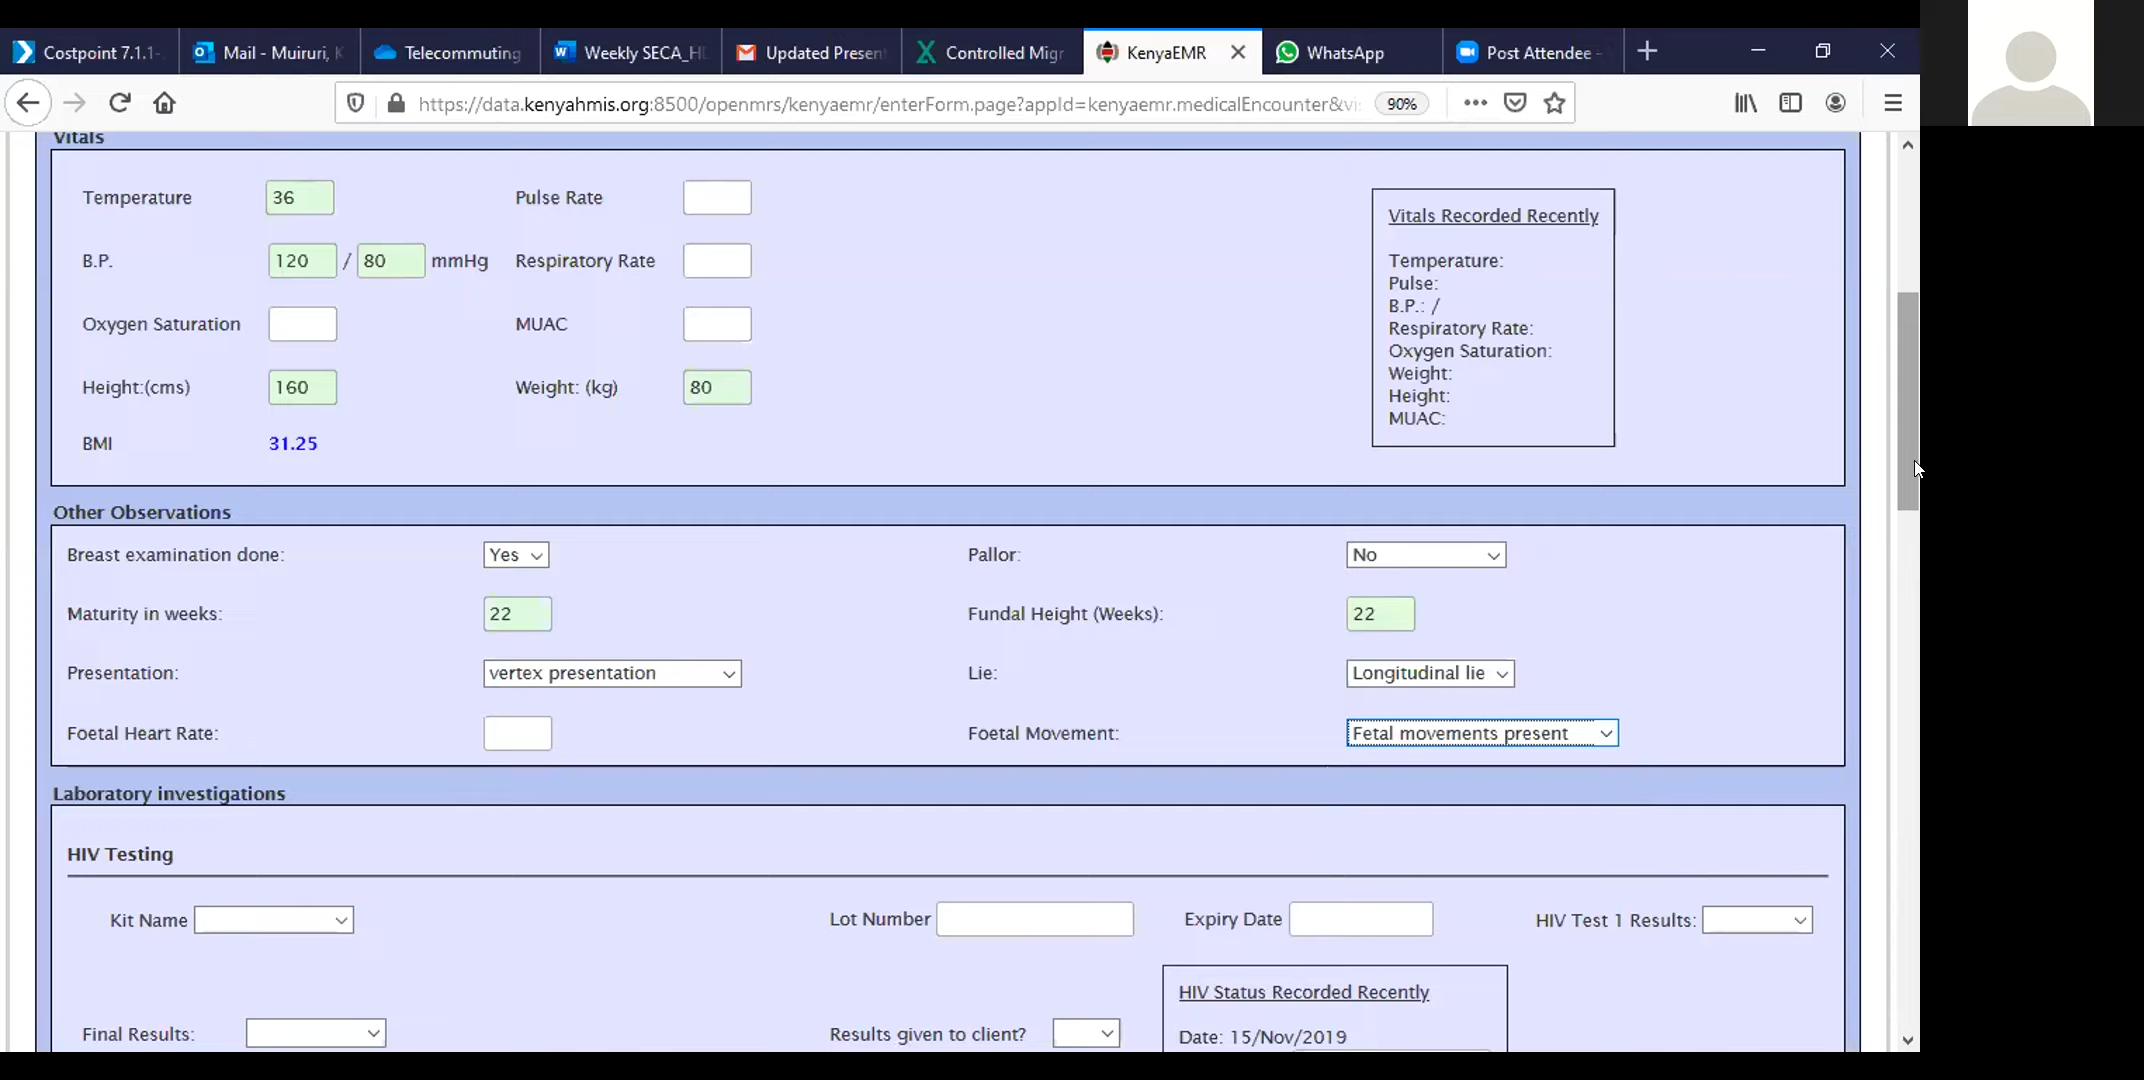 Costpoint 7.1.1- Mail - Muiruri, K Telecommuting Weekly SECA_HI Updated Present Controlled Migr KenyaEMR WhatsApp Post Attendee -
https://data.kenyahmis.org:8500/openmrs/kenyaemr/enterForm.page?appId=kenyaemr.medicalEncounter&vi 90%
Vitals
Temperature 36 Pulse Rate
B.P. 120 / 80 mmHg Respiratory Rate
Oxygen Saturation MUAC
Height:(cms) 160 Weight: (kg) 80
BMI 31.25
Vitals Recorded Recently
Temperature:
Pulse:
B.P.: /
Respiratory Rate:
Oxygen Saturation:
Weight:
Height:
MUAC:
Other Observations
Breast examination done: Yes Pallor: No
Maturity in weeks: 22 Fundal Height (Weeks): 22
Presentation: vertex presentation Lie: Longitudinal lie
Foetal Heart Rate: Foetal Movement: Fetal movements present
Laboratory investigations
HIV Testing
Kit Name Lot Number Expiry Date HIV Test 1 Results:
HIV Status Recorded Recently
Final Results: Results given to client? Date: 15/Nov/2019